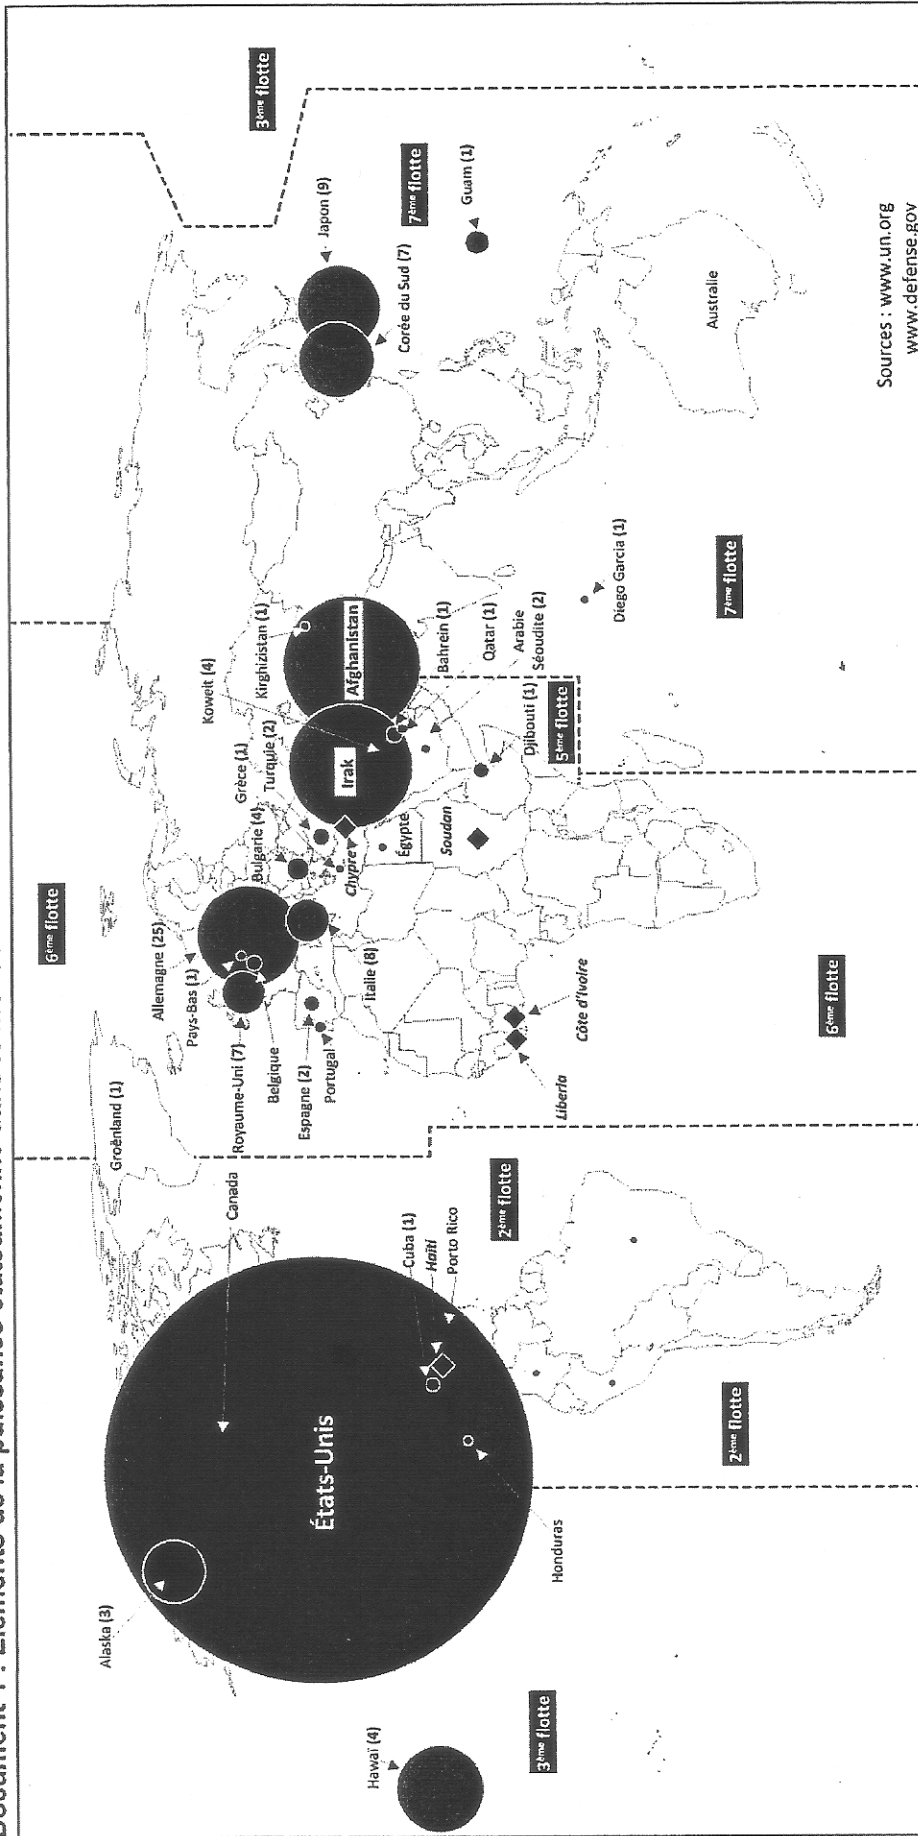 Document 1 : Éléments de la puissance états-unienne
6ème flotte
3ème flotte
Alaska (3)
Groënland (1)
Canada
Allemagne (25)
Pays-Bas (1)
Royaume-Uni (7)
Belgique
Espagne (2)
Portugal
Italie (8)
Bulgarie (4)
Grèce (1)
Turquie (2)
Koweït (4)
Kirghizistan (1)
Japon (9)
Corée du Sud (7)
États-Unis
Irak
Afghanistan
Chypre
Hawaï (4)
Cuba (1)
Haïti
Porto Rico
Égypte
Soudan
Bahrein (1)
Qatar (1)
Arabie
Séoudite (2)
7ème flotte
Guam (1)
Honduras
2ème flotte
Liberia
Côte d'Ivoire
Djibouti (1)
5ème flotte
Diego Garcia (1)
3ème flotte
2ème flotte
6ème flotte
7ème flotte
Australie
Sources : www.un.org
www.defense.gov